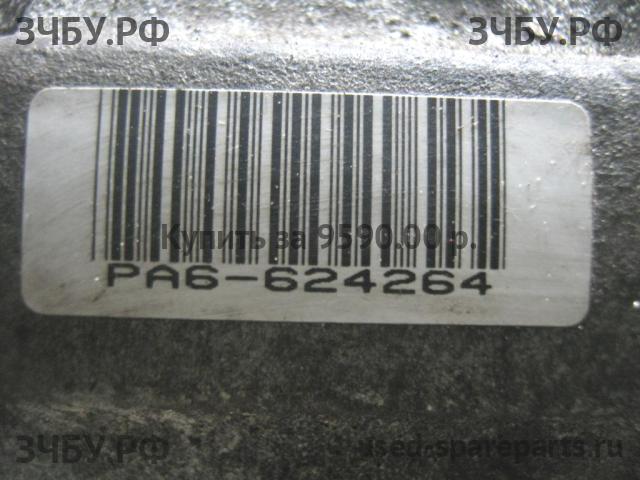 ЗЧБУ.РФ ЗЧБУ.РФ
Купить за 9590.00 р.
PA6-624264
ЗЧБУ.РФ used-spareparts.ru